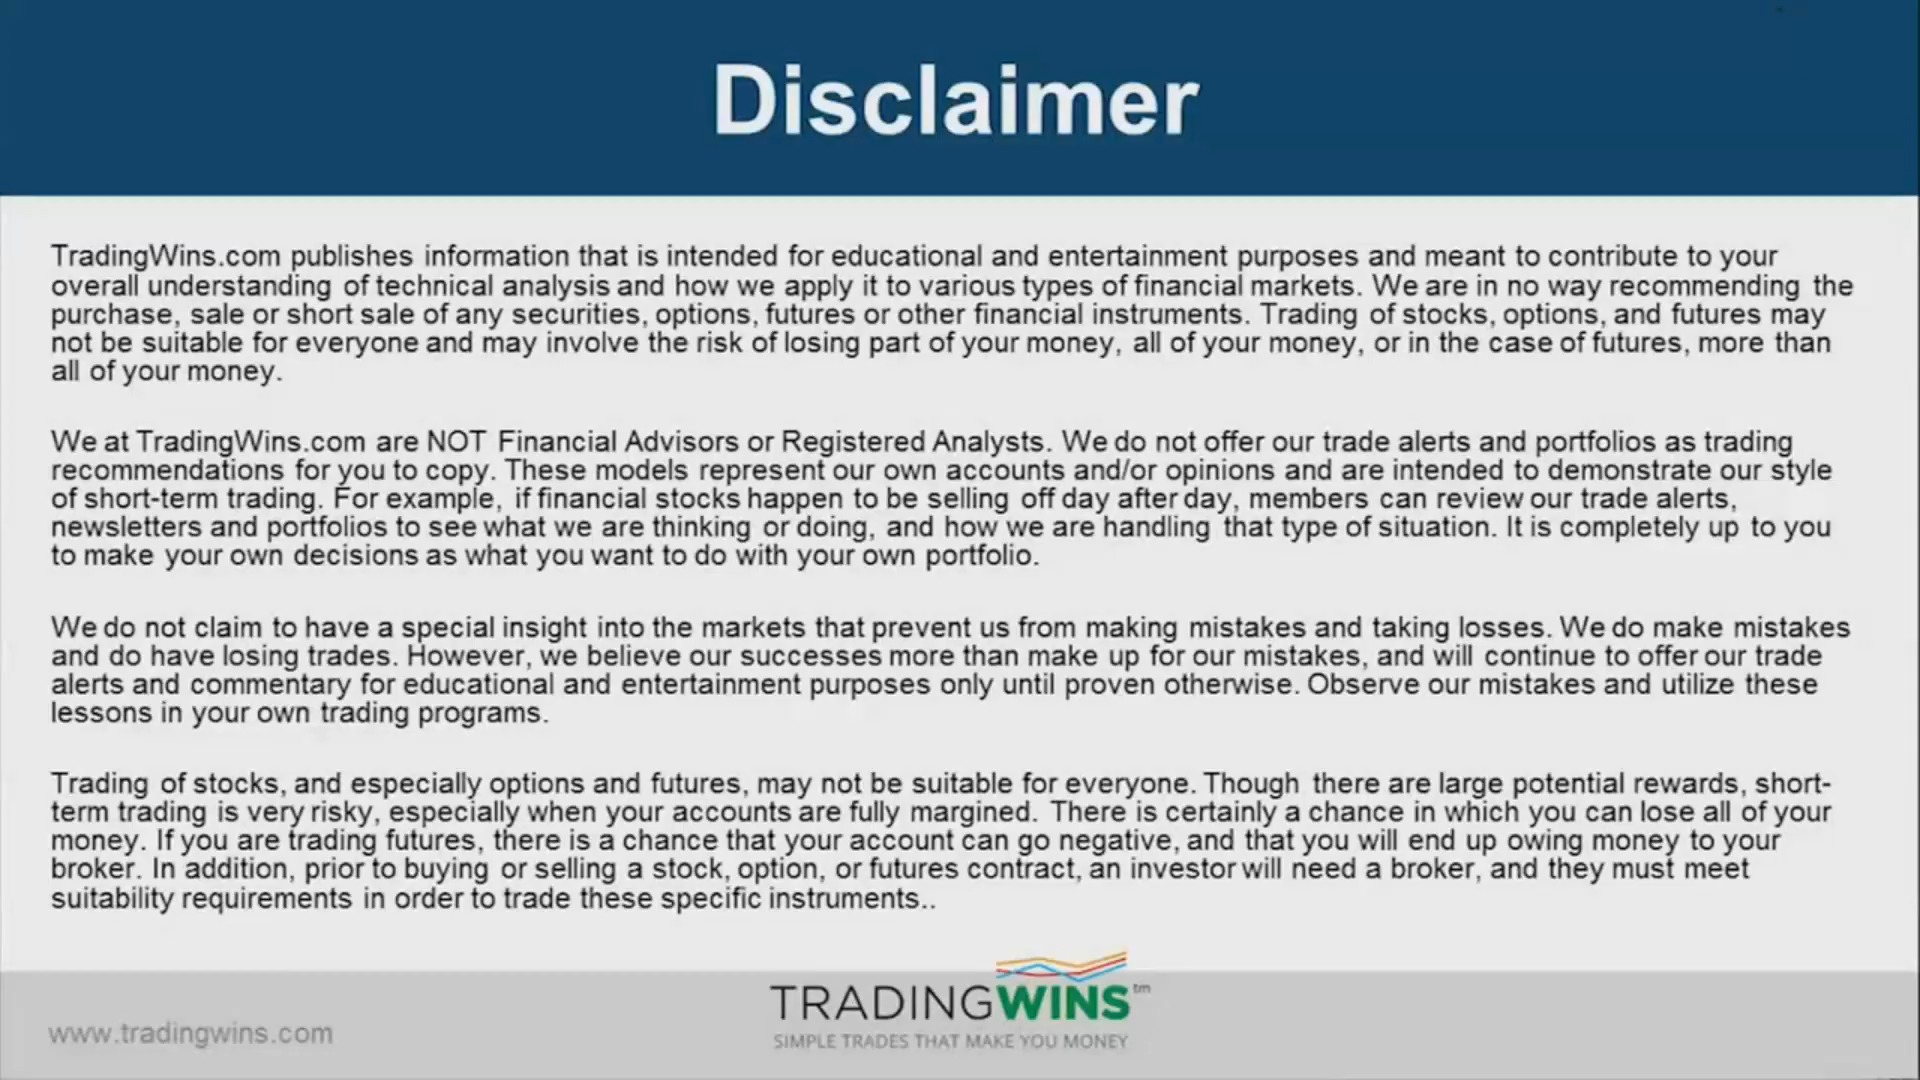 Disclaimer
TradingWins.com publishes information that is intended for educational and entertainment purposes and meant to contribute to your
overall understanding of technical analysis and how we apply it to various types of financial markets. We are in no way recommending the
purchase, sale or short sale of any securities, options, futures or other financial instruments. Trading of stocks, options, and futures may
not be suitable for everyone and may involve the risk of losing part of your money, all of your money, or in the case of futures, more than
all of your money.
We at TradingWins.com are NOT Financial Advisors or Registered Analysts. We do not offer our trade alerts and portfolios as trading
recommendations for you to copy. These models represent our own accounts and/or opinions and are intended to demonstrate our style
of short-term trading. For example, if financial stocks happen to be selling off day after day, members can review our trade alerts,
newsletters and portfolios to see what we are thinking or doing, and how we are handling that type of situation. It is completely up to you
to make your own decisions as what you want to do with your own portfolio.
We do not claim to have a special insight into the markets that prevent us from making mistakes and taking losses. We do make mistakes
and do have losing trades. However, we believe our successes more than make up for our mistakes, and will continue to offer our trade
alerts and commentary for educational and entertainment purposes only until proven otherwise. Observe our mistakes and utilize these
lessons in your own trading programs.
Trading of stocks, and especially options and futures, may not be suitable for everyone. Though there are large potential rewards, short-
term trading is very risky, especially when your accounts are fully margined. There is certainly a chance in which you can lose all of your
money. If you are trading futures, there is a chance that your account can go negative, and that you will end up owing money to your
broker. In addition, prior to buying or selling a stock, option, or futures contract, an investor will need a broker, and they must meet
suitability requirements in order to trade these specific instruments..
TRADINGWINS tm
www.tradingwins.com
SIMPLE TRADES THAT MAKE YOU MONEY